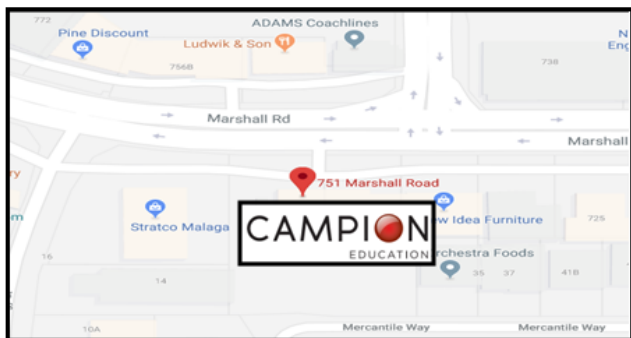 772
ADAMS Coachlines
Pine Discount
Ludwik & Son
756B
738
Marshall Rd
Marshall
751 Marshall Road
Stratco Malaga
CAMPION
EDUCATION
ew Idea Furniture
725
rchestra Foods
16
14
35
37
41B
43
10A
Mercantile Way
Mercantile Way